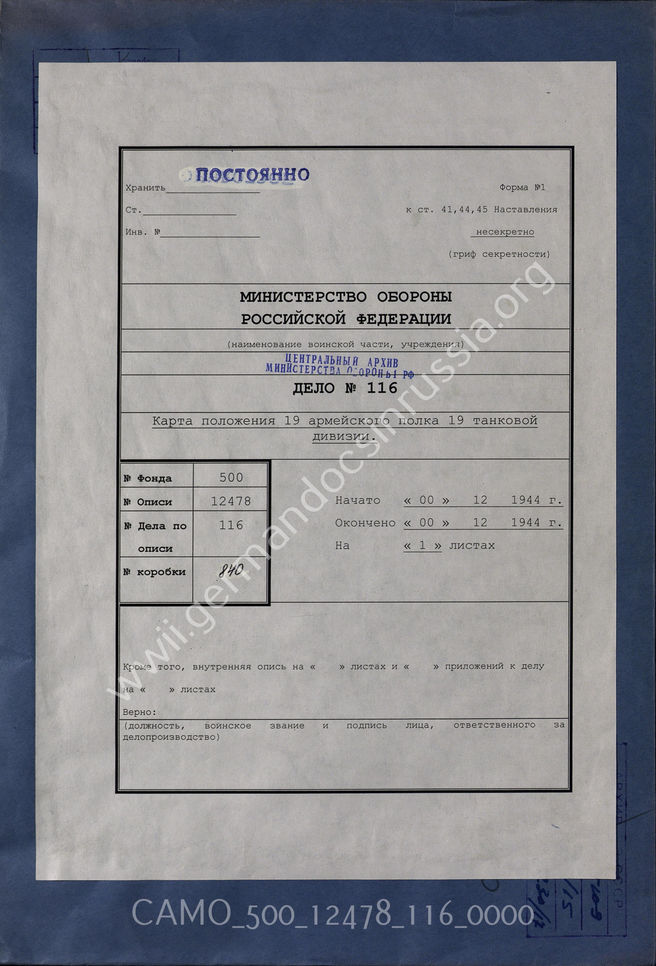 ПОСТОЯННО
Хранить
Форма №1
Ст.
к ст. 41,44,45 Наставления
Инв. №
несекретно
(гриф секретности)
МИНИСТЕРСТВО ОБОРОНЫ
РОССИЙСКОЙ ФЕДЕРАЦИИ
(наименование воинской части, учреждения)
ЦЕНТРАЛЬНЫЙ АРХИВ
МИНИСТЕРСТВА ОБОРОНЫ РФ
ДЕЛО № 116
Карта положения 19 армейского полка 19 танковой
дивизии.
№ Фонда 500
№ Описи 12478
№ Дела по 116
описи
№ коробки 840
Начато « 00 » 12 1944 г.
Окончено « 00 » 12 1944 г.
На « 1 » листах
Кроме того, внутренняя опись на « » листах и « » приложений к делу
на « » листах
Верно:
(должность, воинское звание и подпись лица, ответственного за
делопроизводство)
www.germandocsinrussia.org
CAMO_500_12478_116_0000